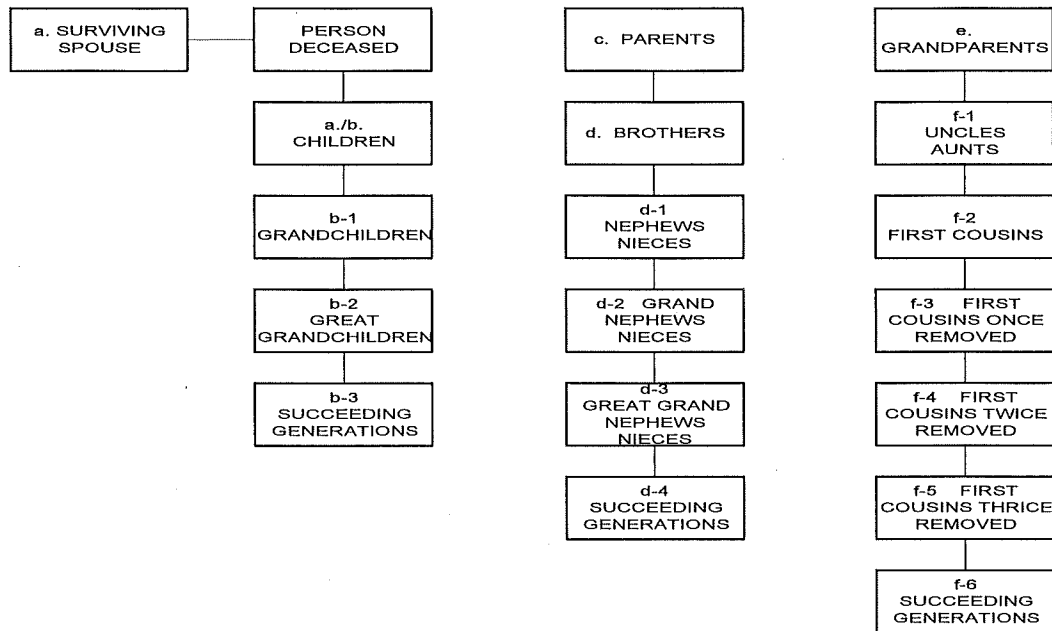 a. SURVIVING
SPOUSE
PERSON
DECEASED
a./b.
CHILDREN
b-1
GRANDCHILDREN
b-2
GREAT
GRANDCHILDREN
b-3
SUCCEEDING
GENERATIONS
c. PARENTS
d. BROTHERS
d-1
NEPHEWS
NIECES
d-2 GRAND
NEPHEWS
NIECES
d-3
GREAT GRAND
NEPHEWS
NIECES
d-4
SUCCEEDING
GENERATIONS
e.
GRANDPARENTS
f-1
UNCLES
AUNTS
f-2
FIRST COUSINS
f-3 FIRST
COUSINS ONCE
REMOVED
f-4 FIRST
COUSINS TWICE
REMOVED
f-5 FIRST
COUSINS THRICE
REMOVED
f-6
SUCCEEDING
GENERATIONS